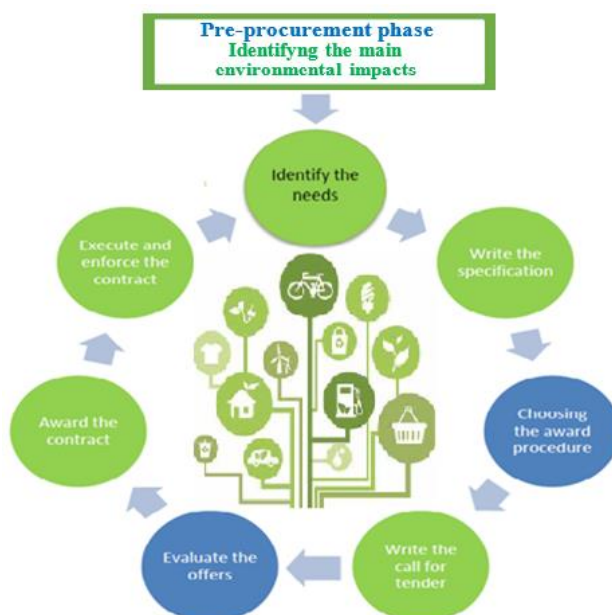 Pre-procurement phase
Identifyng the main
environmental impacts
Identify the
needs
Write the
specification
Choosing
the award
procedure
Write the
call for
tender
Evaluate the
offers
Award the
contract
Execute and
enforce the
contract